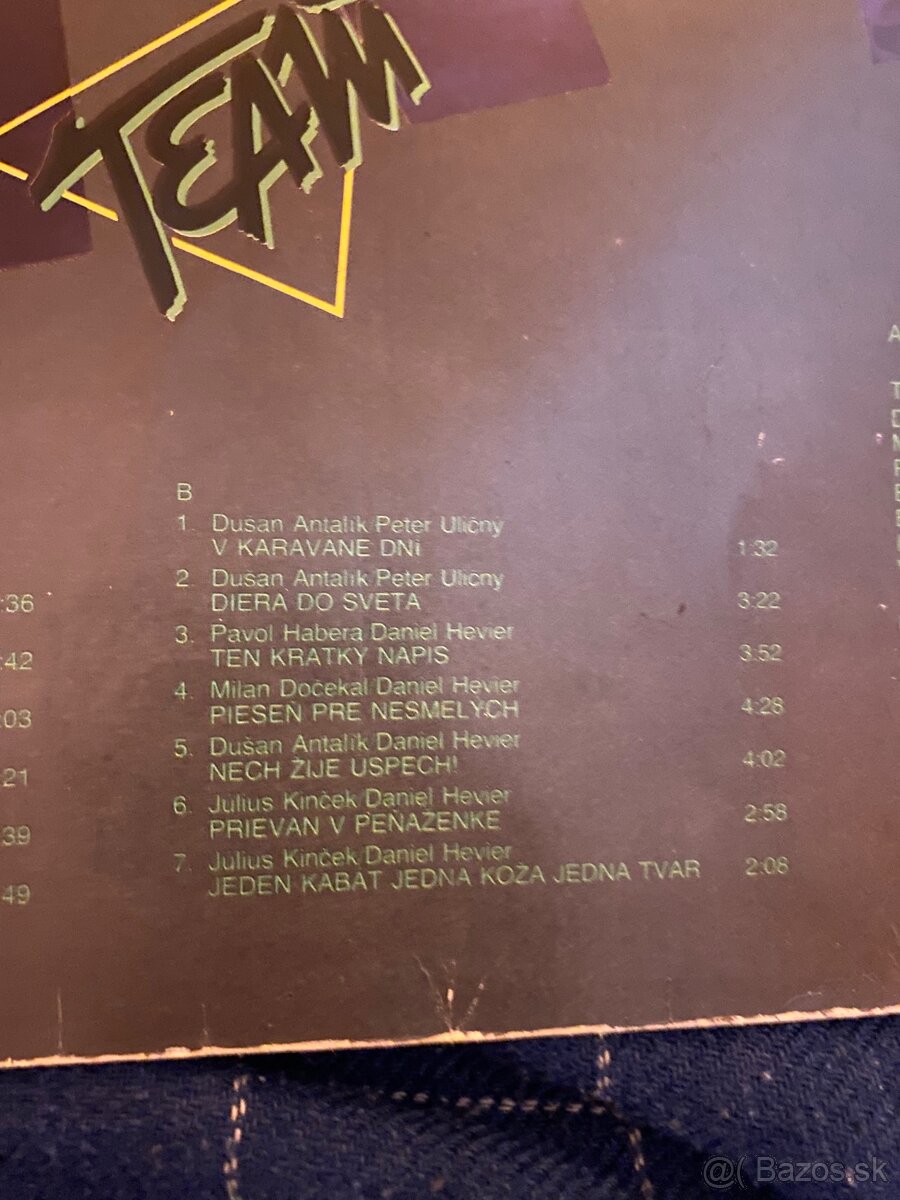 TEAM
B
1. Dušan Antalík/Peter Uličný
V KARAVANE DNÍ 1:32
2. Dušan Antalík/Peter Uličný
DIERA DO SVETA 3:22
3. Pavol Habera/Daniel Hevier
TEN KRÁTKY NÁPIS 3:52
4. Milan Dočekal/Daniel Hevier
PIESEŇ PRE NESMELÝCH 4:28
5. Dušan Antalík/Daniel Hevier
NECH ŽIJE ÚSPECH! 4:02
6. Július Kinček/Daniel Hevier
PRIEVAN V PEŇAŽENKE 2:58
7. Július Kinček/Daniel Hevier
JEDEN KABÁT JEDNA KOŽA JEDNA TVÁR 2:08
:36
:42
:03
:21
:39
:49
@( Bazos.sk